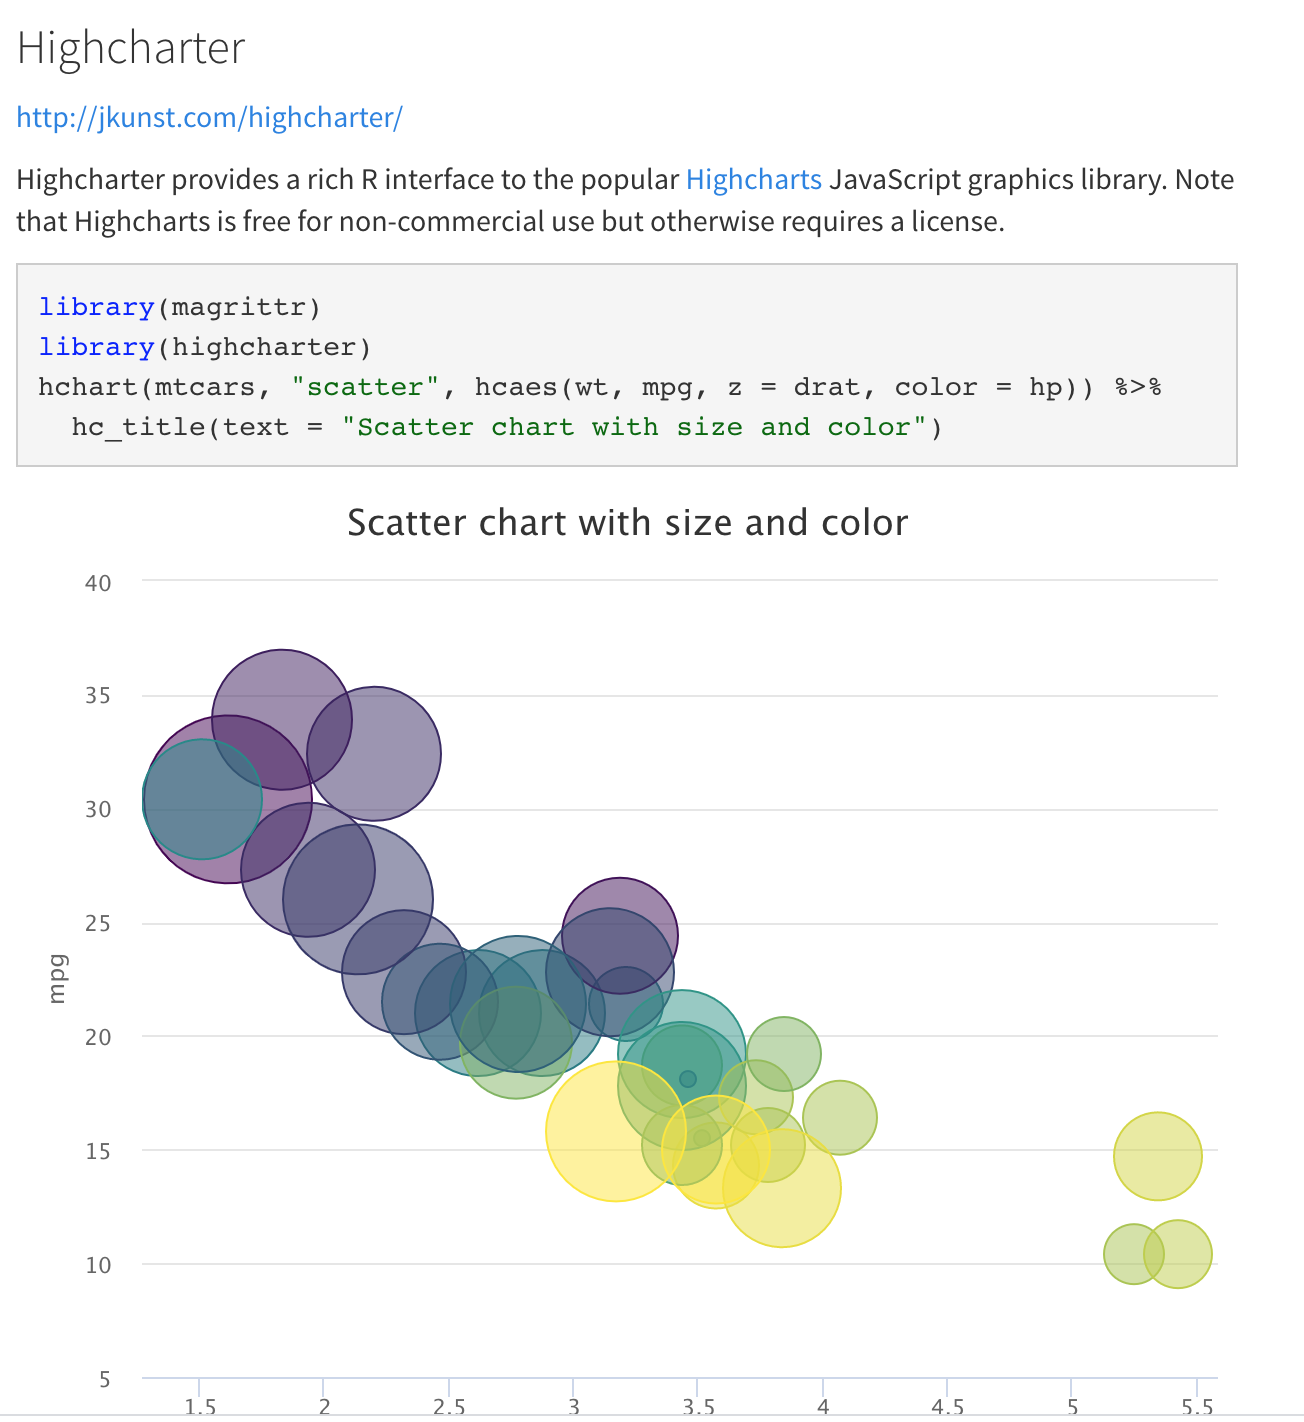 Highcharter
http://jkunst.com/highcharter/
Highcharter provides a rich R interface to the popular Highcharts JavaScript graphics library. Note
that Highcharts is free for non-commercial use but otherwise requires a license.
library(magrittr)
library(highcharter)
hchart(mtcars, "scatter", hcaes(wt, mpg, z = drat, color = hp)) %>%
  hc_title(text = "Scatter chart with size and color")
Scatter chart with size and color
40
35
30
25
mpg
20
15
10
5
1.5 2 2.5 3 3.5 4 4.5 5 5.5